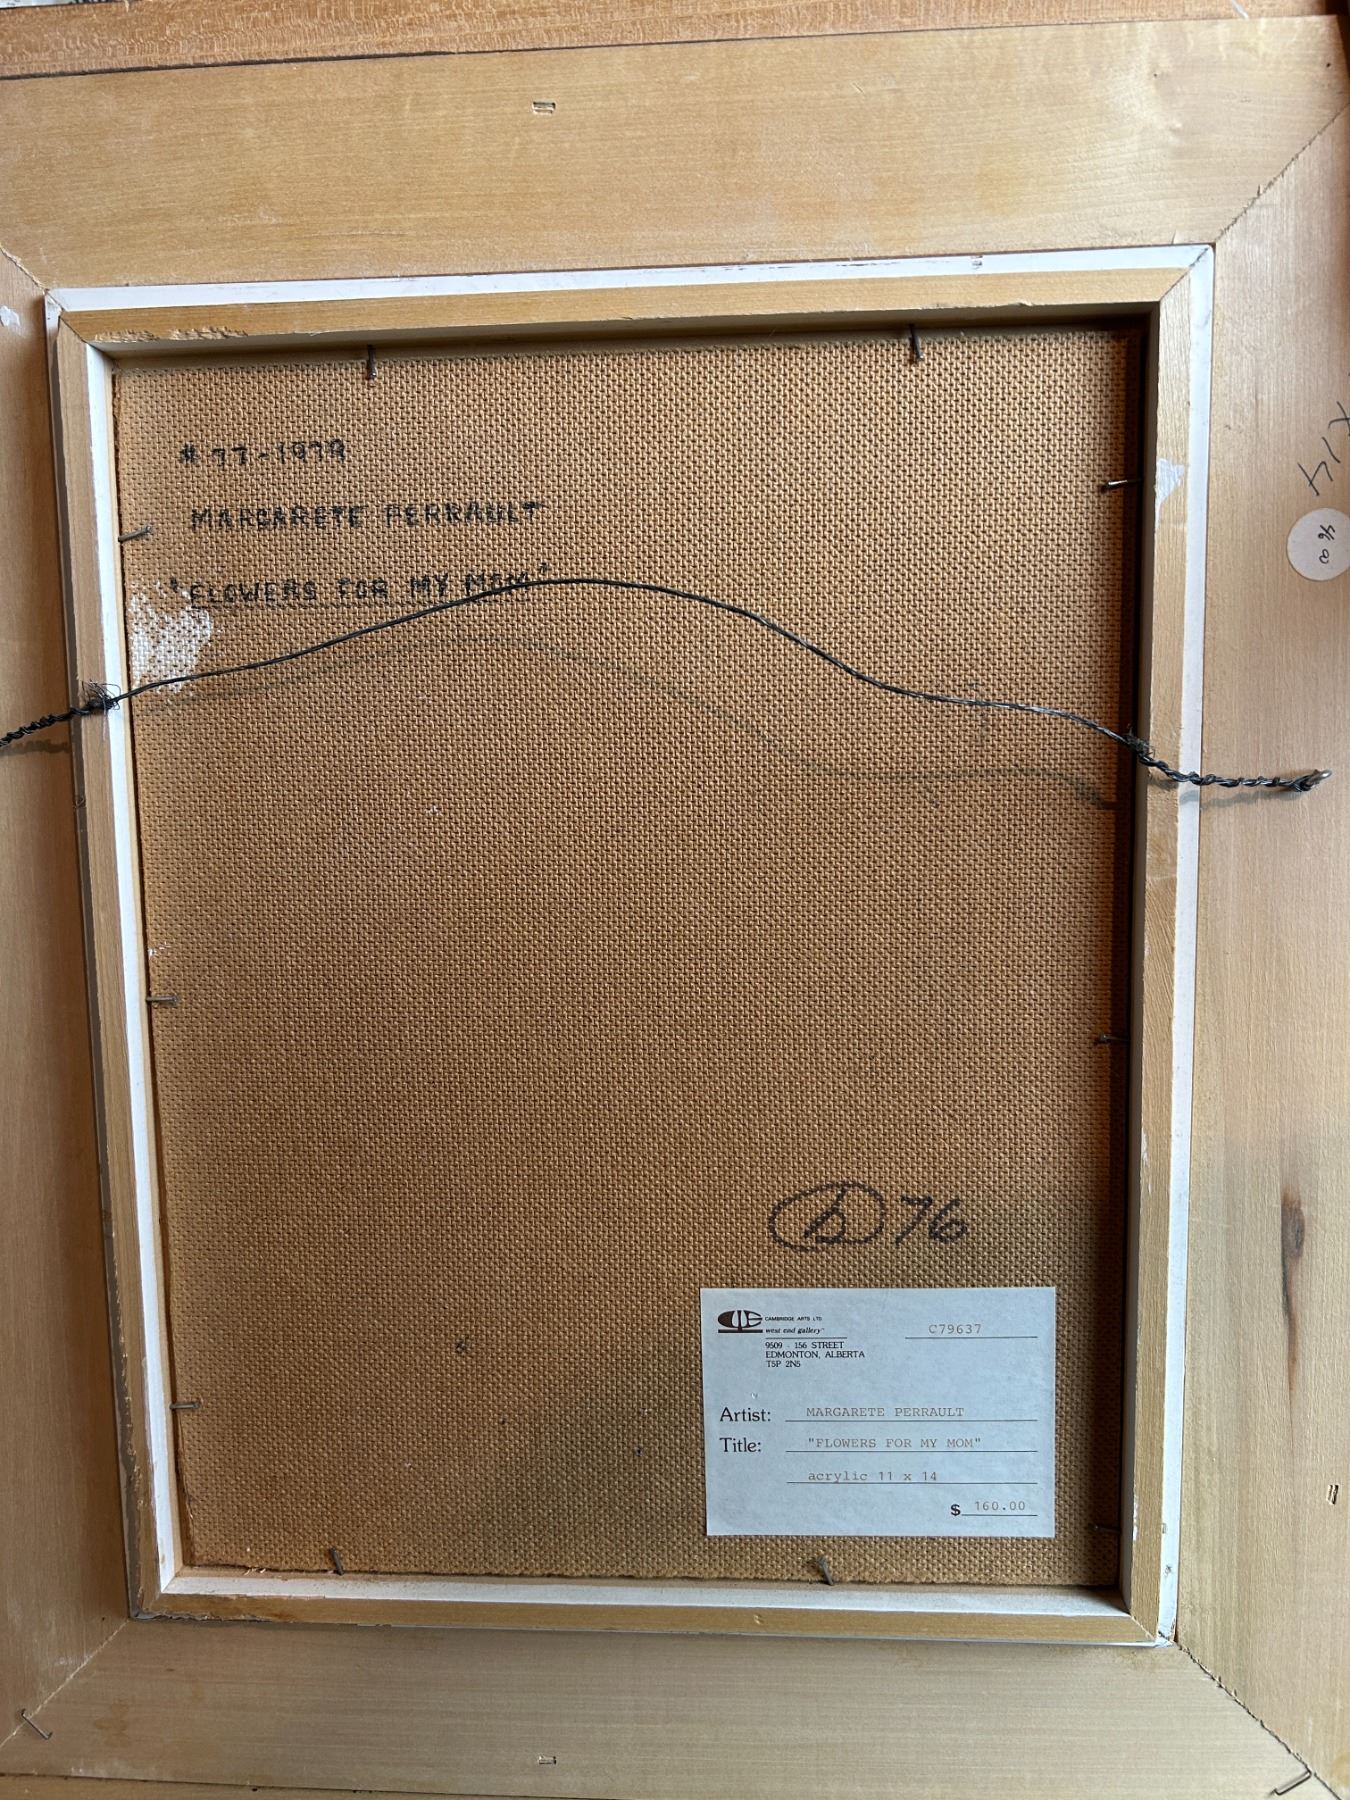 # 77-1979
MARGARETE PERRAULT
"FLOWERS FOR MY MOM"
x14
76
CAMBRIDGE ARTS LTD
west end gallery
9509 - 156 STREET
EDMONTON, ALBERTA
T5P 2N5
C79637
Artist: MARGARETE PERRAULT
Title: "FLOWERS FOR MY MOM"
acrylic 11 x 14
$ 160.00